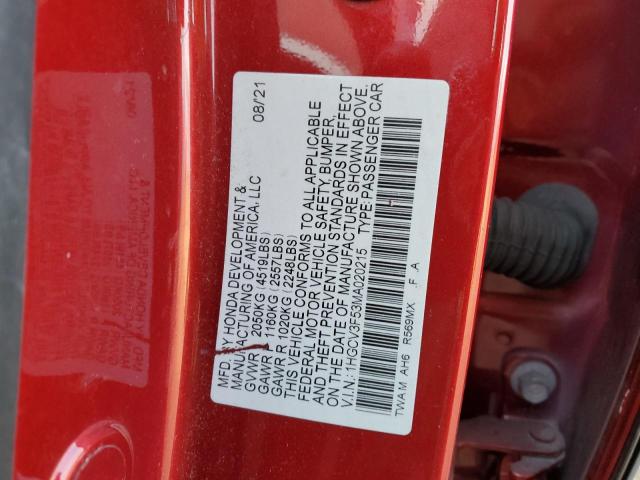 MFD. BY HONDA DEVELOPMENT & 08/21
MANUFACTURING OF AMERICA, LLC
GVWR 2050KG (4519LBS)
GAWR F 1160KG (2557LBS)
GAWR R 1020KG (2248LBS)
THIS VEHICLE CONFORMS TO ALL APPLICABLE
FEDERAL MOTOR VEHICLE SAFETY, BUMPER,
AND THEFT PREVENTION STANDARDS IN EFFECT
ON THE DATE OF MANUFACTURE SHOWN ABOVE.
V.I.N.: 1HGCV3F53MA020215 TYPE: PASSENGER CAR
TWA M AH6 R569MX F A